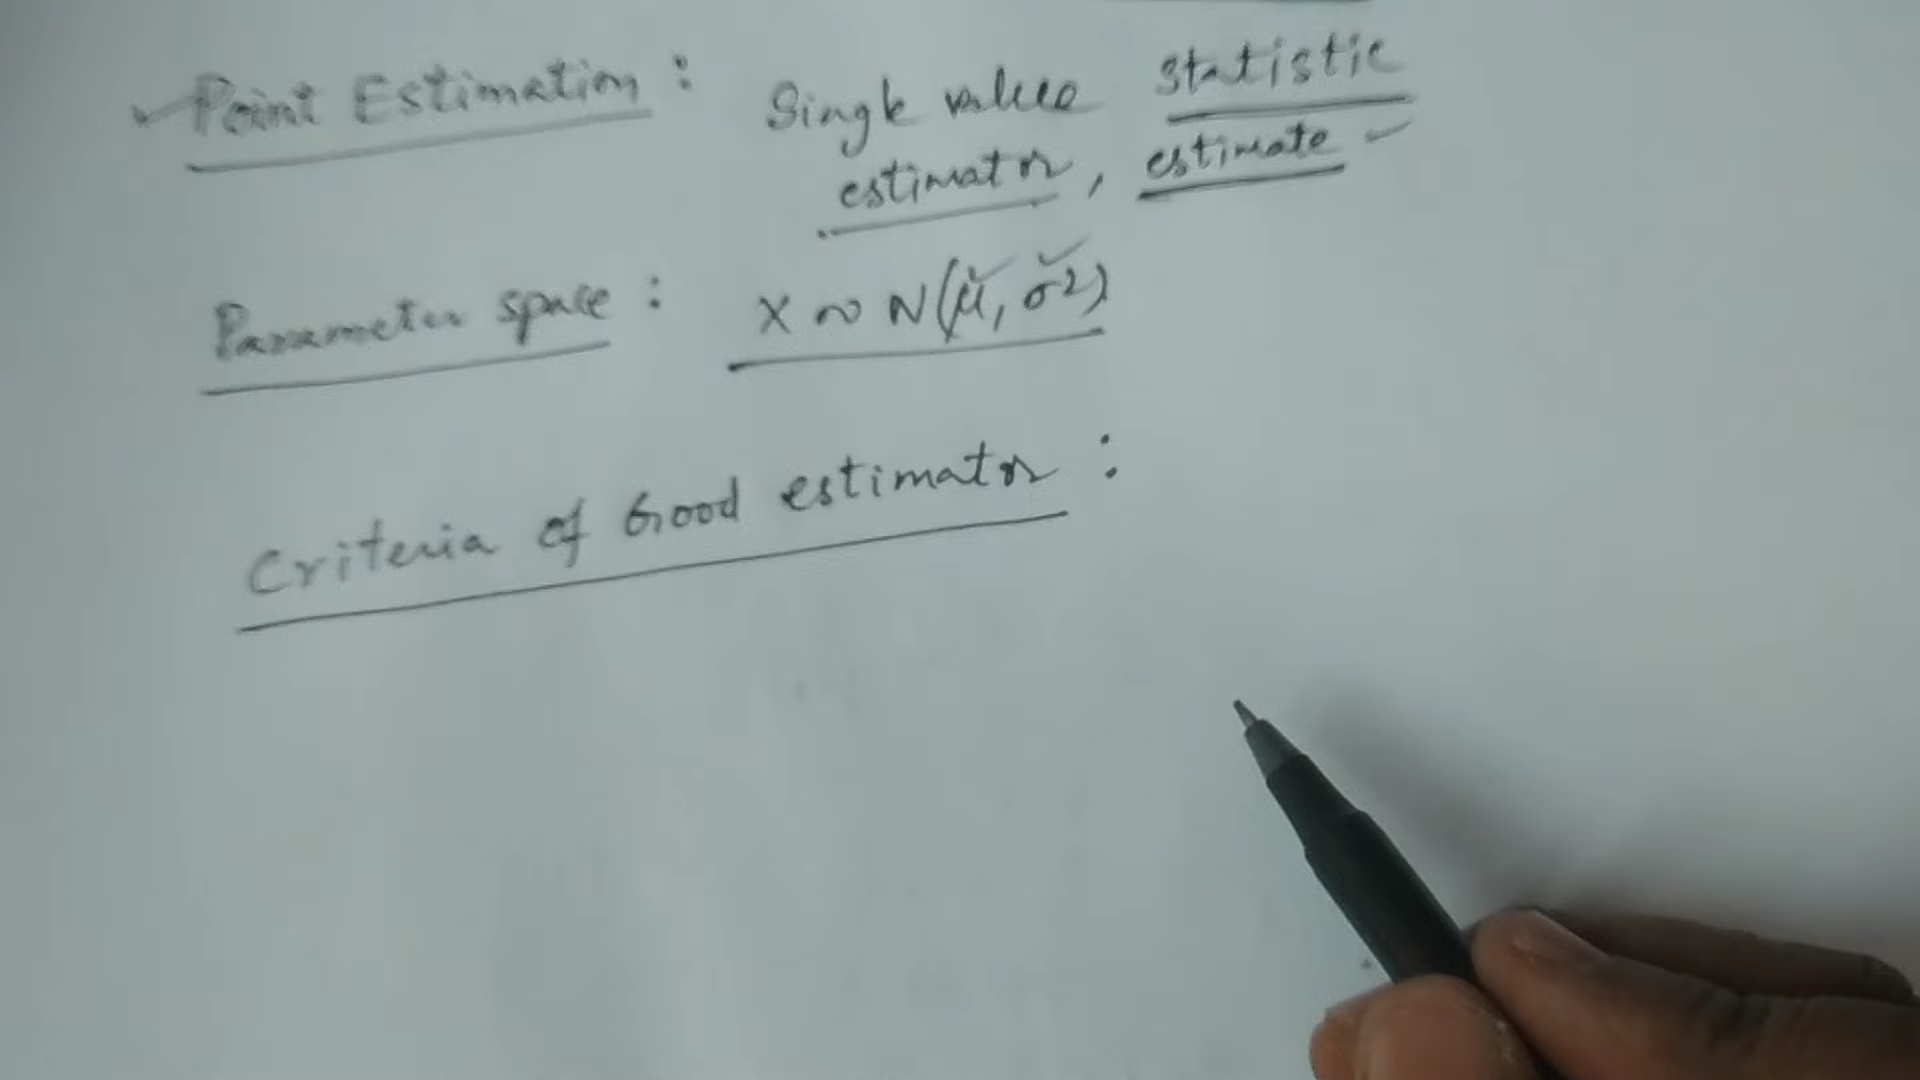 Point Estimation : Single value statistic
estimator, estimate
Parameter space : X ~ N(μ, σ²)
Criteria of Good estimator :